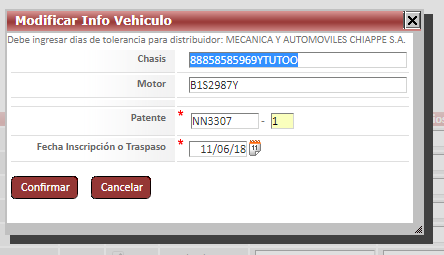 Modificar Info Vehiculo
Debe ingresar dias de tolerancia para distribuidor: MECANICA Y AUTOMOVILES CHIAPPE S.A.
Chasis 88858585969YTUTOO
Motor B1S2987Y
Patente * NN3307 - 1
Fecha Inscripción o Traspaso * 11/06/18 11
Confirmar Cancelar